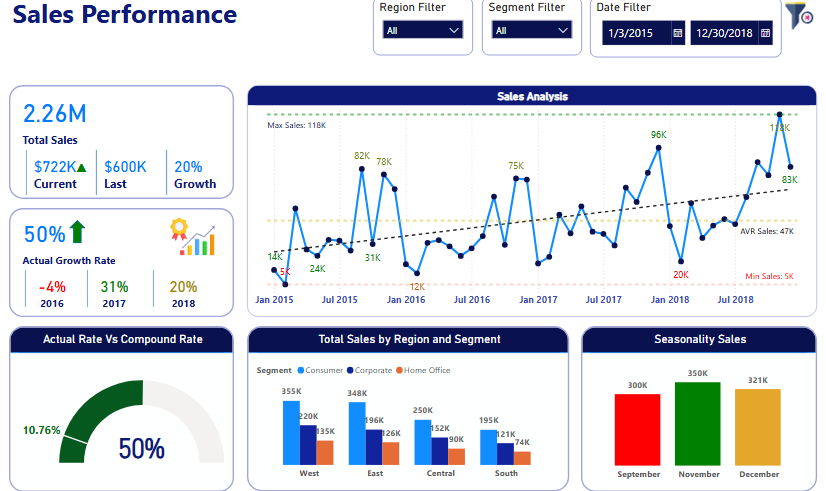 Sales Performance
Region Filter
All
Segment Filter
All
Date Filter
1/3/2015
12/30/2018
2.26M
Total Sales
$722K
Current
$600K
Last
20%
Growth
50%
Actual Growth Rate
-4%
2016
31%
2017
20%
2018
Sales Analysis
Max Sales: 118K
14K
5K
24K
82K
31K
78K
12K
75K
96K
20K
118K
83K
AVR Sales: 47K
Min Sales: 5K
Jan 2015
Jul 2015
Jan 2016
Jul 2016
Jan 2017
Jul 2017
Jan 2018
Jul 2018
Actual Rate Vs Compound Rate
10.76%
50%
Total Sales by Region and Segment
Segment Consumer Corporate Home Office
355K
220K
135K
348K
196K
126K
250K
152K
90K
195K
121K
74K
West
East
Central
South
Seasonality Sales
300K
350K
321K
September
November
December